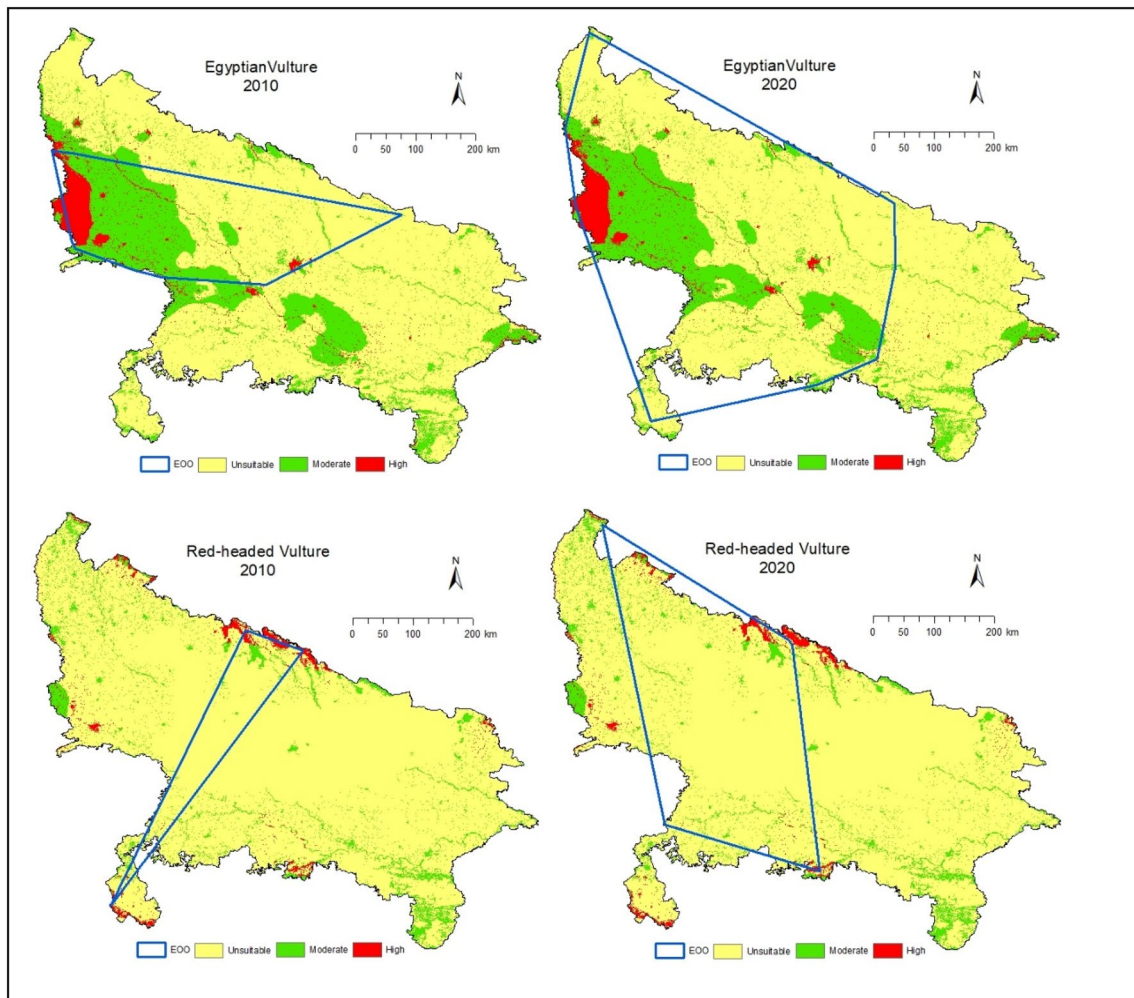 EgyptianVulture
2010
N
0 50 100 200 km
EOO Unsuitable Moderate High
EgyptianVulture
2020
N
0 50 100 200 km
EOO Unsuitable Moderate High
Red-headed Vulture
2010
N
0 50 100 200 km
EOO Unsuitable Moderate High
Red-headed Vulture
2020
N
0 50 100 200 km
EOO Unsuitable Moderate High